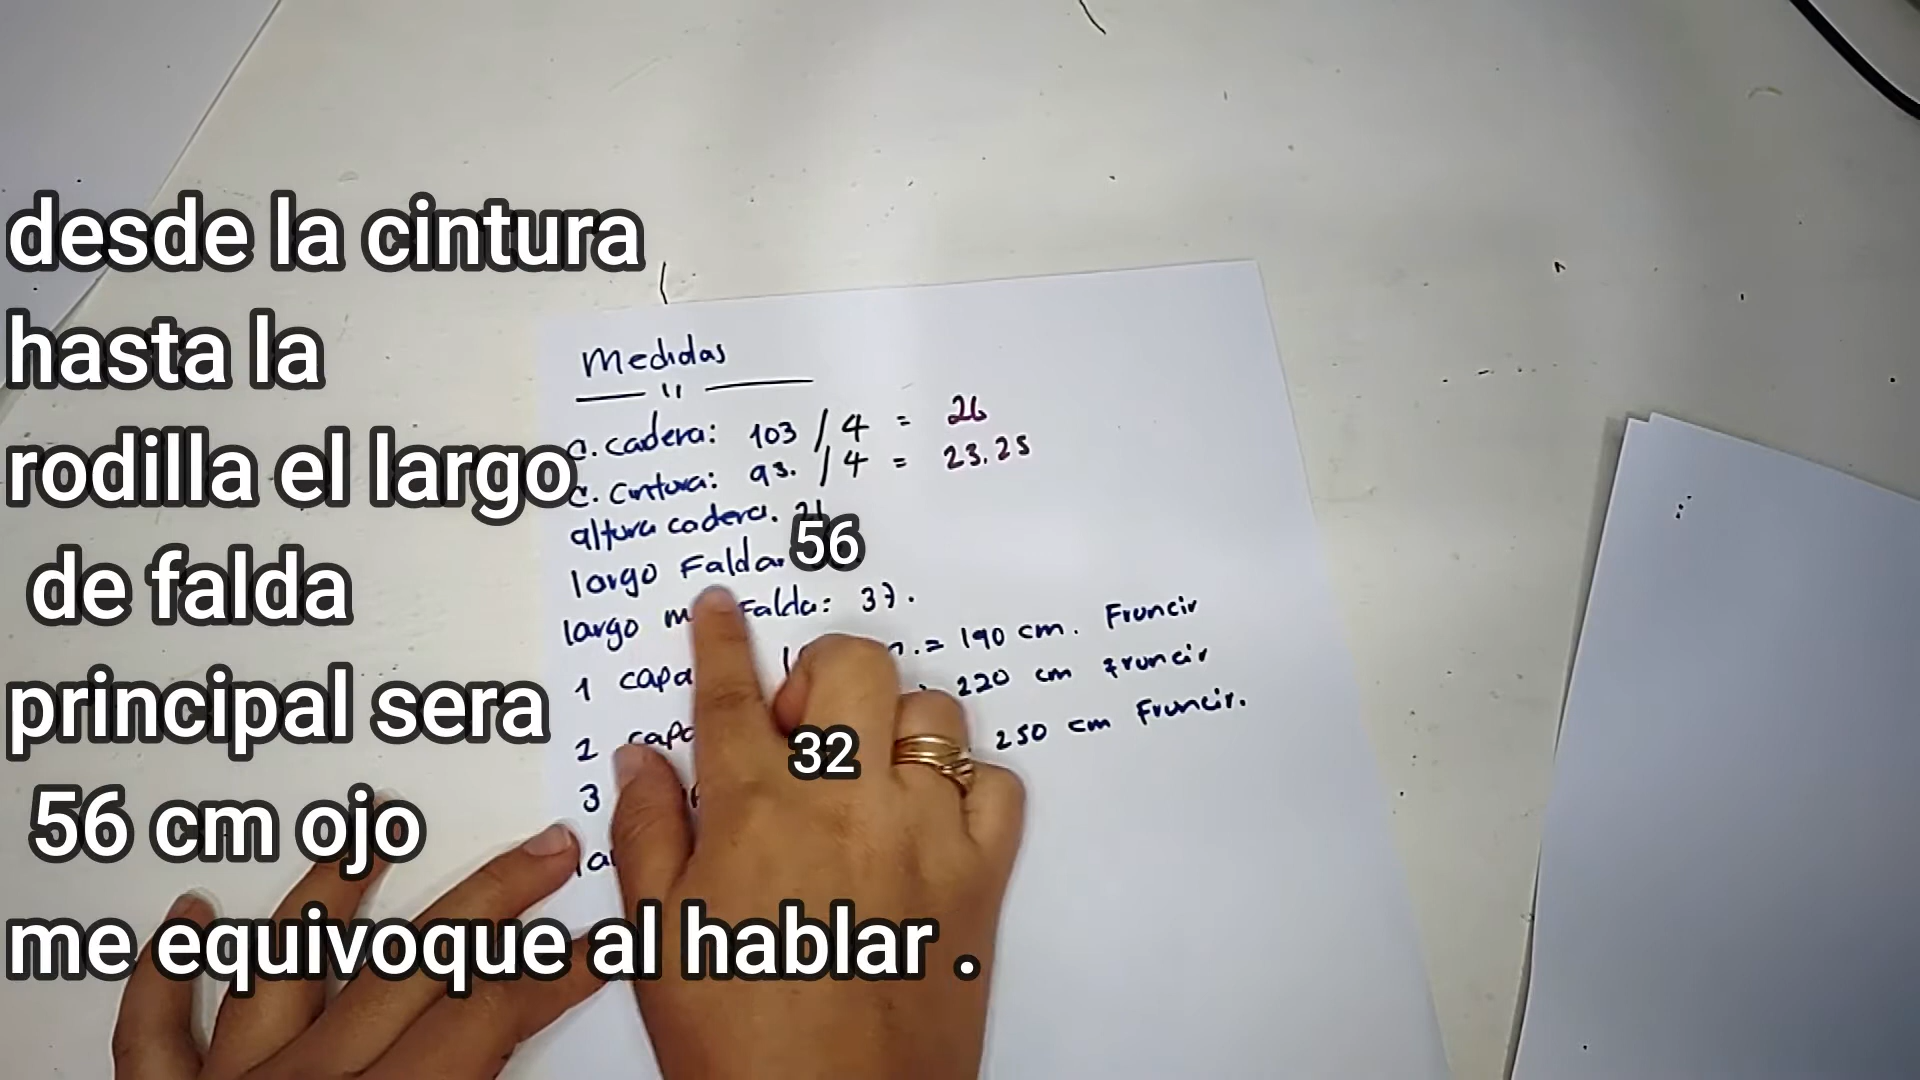 desde la cintura
hasta la
rodilla el largo
de falda
principal sera
56 cm ojo
me equivoque al hablar .
Medidas
c. cadera: 103 / 4 = 26
c. cintura: 93. / 4 = 23.25
altura cadera. 21
largo Falda. 56
largo Falda: 37.
1 capa = 190 cm. Fruncir
2 capa 220 cm Fruncir
3 250 cm Fruncir.
32